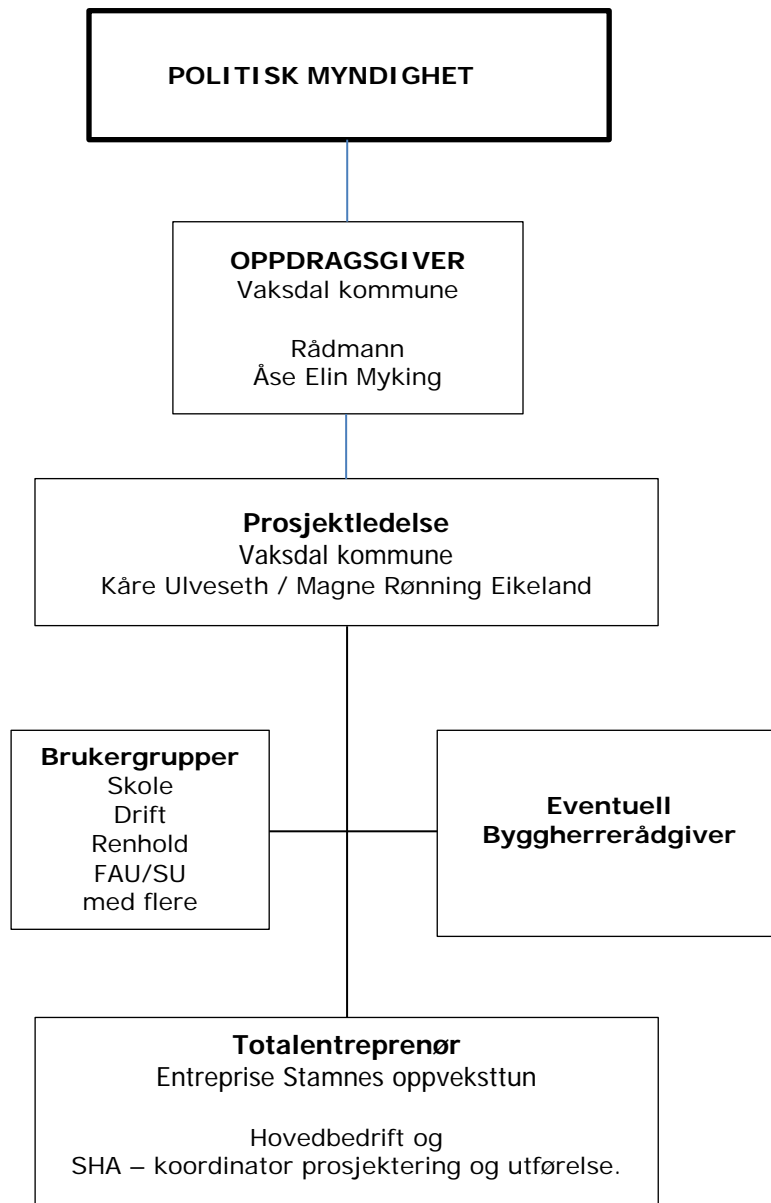 POLITISK MYNDIGHET
OPPDRAGSGIVER
Vaksdal kommune
Rådmann
Åse Elin Myking
Prosjektledelse
Vaksdal kommune
Kåre Ulveseth / Magne Rønning Eikeland
Brukergrupper
Skole
Drift
Renhold
FAU/SU
med flere
Eventuell
Byggherrerådgiver
Totalentreprenør
Entreprise Stamnes oppveksttun
Hovedbedrift og
SHA – koordinator prosjektering og utførelse.